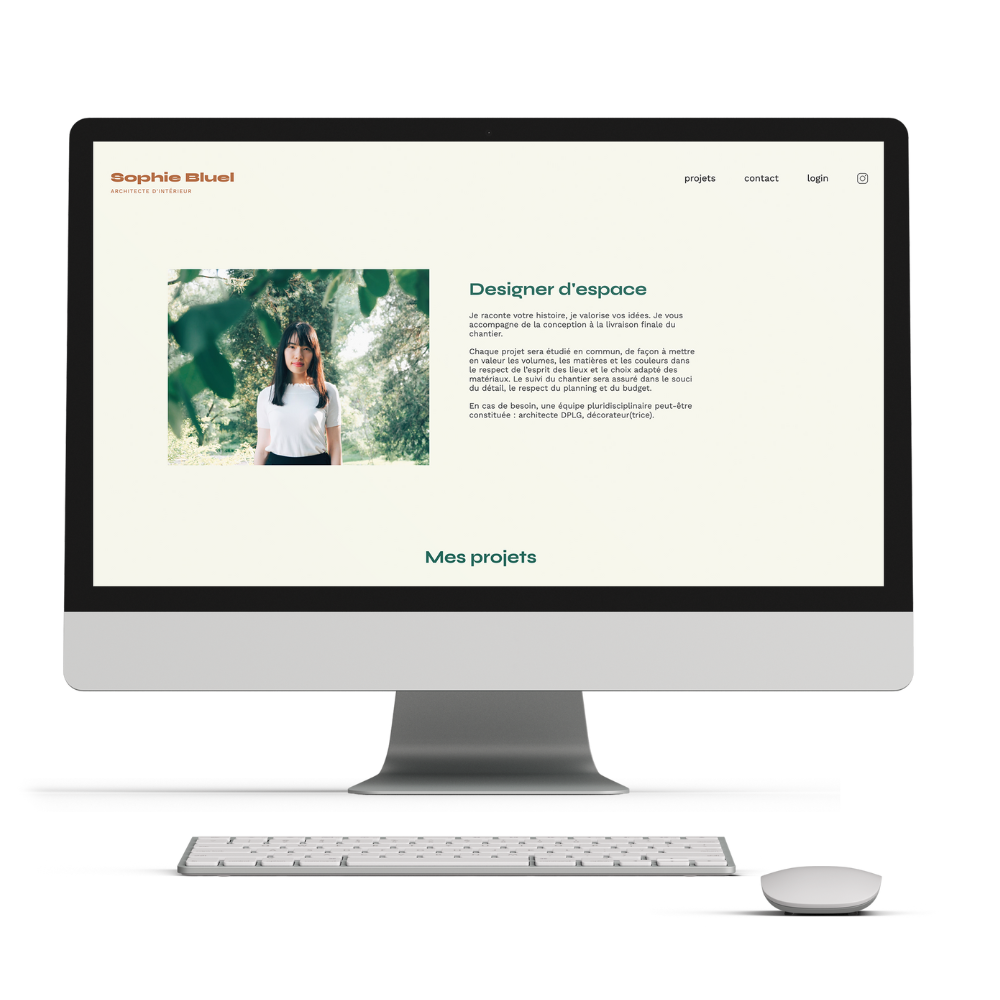 Sophie Bluel
ARCHITECTE D'INTÉRIEUR
projets
contact
login
Designer d'espace
Je raconte votre histoire, je valorise vos idées. Je vous
accompagne de la conception à la livraison finale du
chantier.
Chaque projet sera étudié en commun, de façon à mettre
en valeur les volumes, les matières et les couleurs dans
le respect de l'esprit des lieux et le choix adapté des
matériaux. Le suivi du chantier sera assuré dans le souci
du détail, le respect du planning et du budget.
En cas de besoin, une équipe pluridisciplinaire peut-être
constituée : architecte DPLG, décorateur(trice).
Mes projets